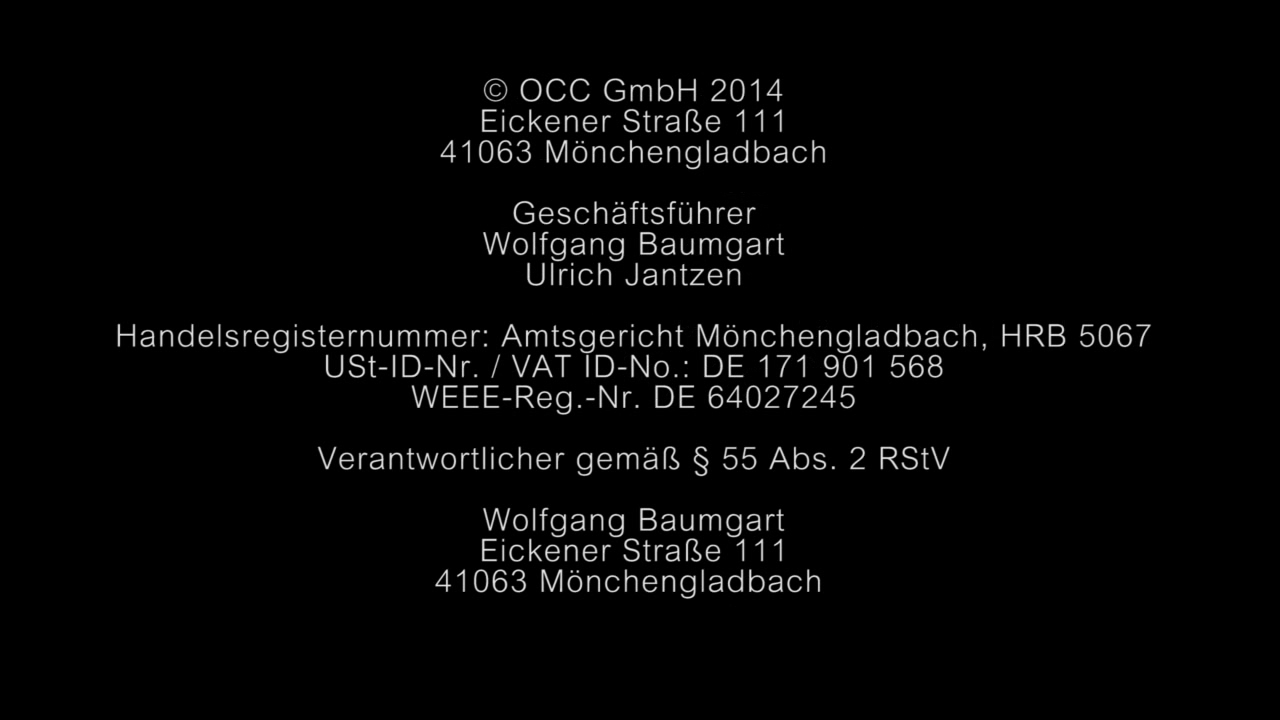 © OCC GmbH 2014
Eickener Straße 111
41063 Mönchengladbach
Geschäftsführer
Wolfgang Baumgart
Ulrich Jantzen
Handelsregisternummer: Amtsgericht Mönchengladbach, HRB 5067
USt-ID-Nr. / VAT ID-No.: DE 171 901 568
WEEE-Reg.-Nr. DE 64027245
Verantwortlicher gemäß § 55 Abs. 2 RStV
Wolfgang Baumgart
Eickener Straße 111
41063 Mönchengladbach